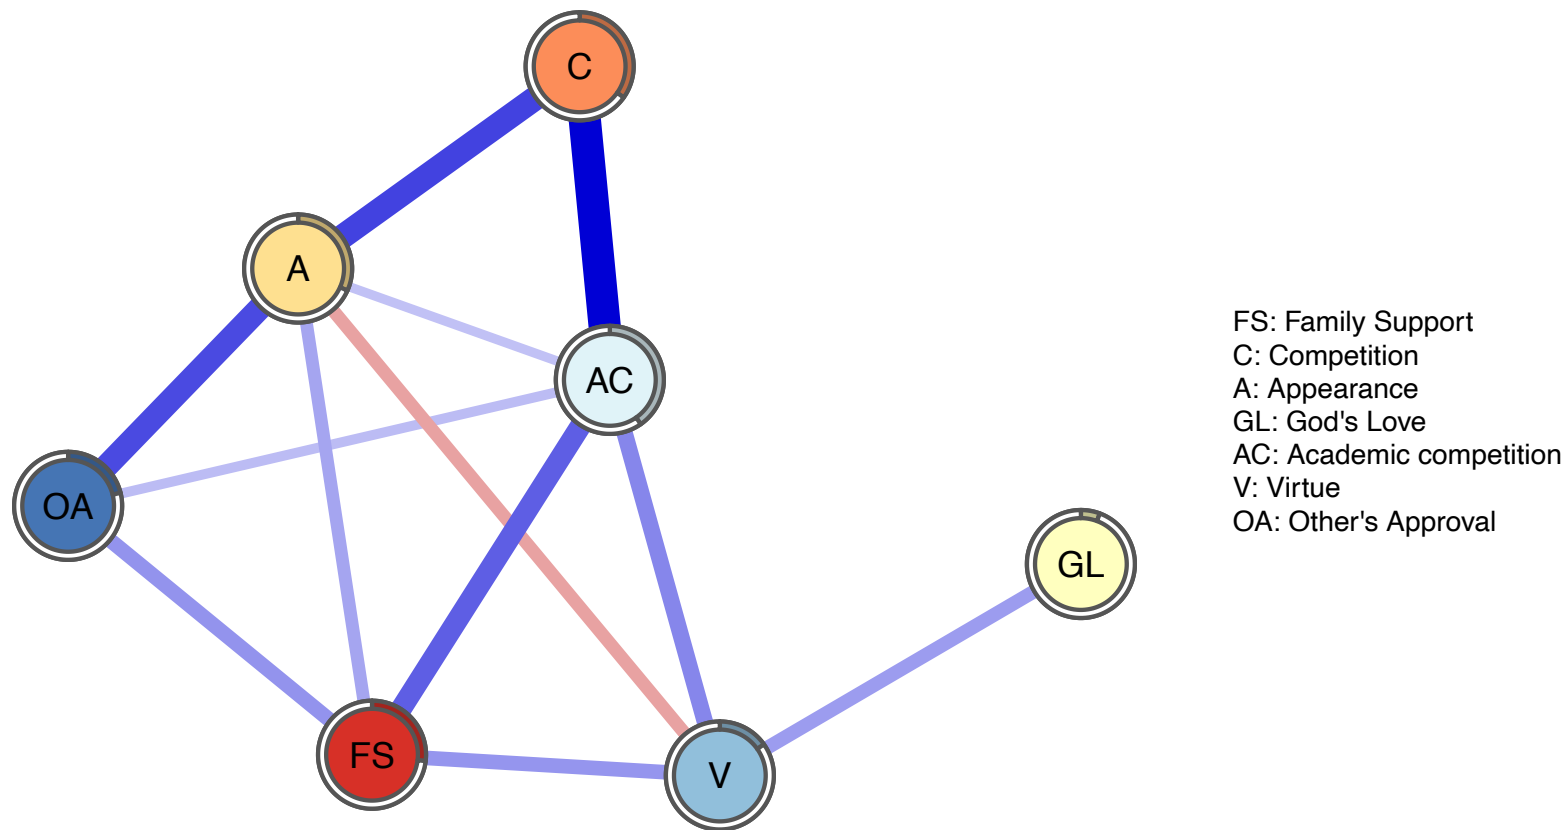 C
A
AC
OA
GL
FS
V
FS: Family Support
C: Competition
A: Appearance
GL: God's Love
AC: Academic competition
V: Virtue
OA: Other's Approval